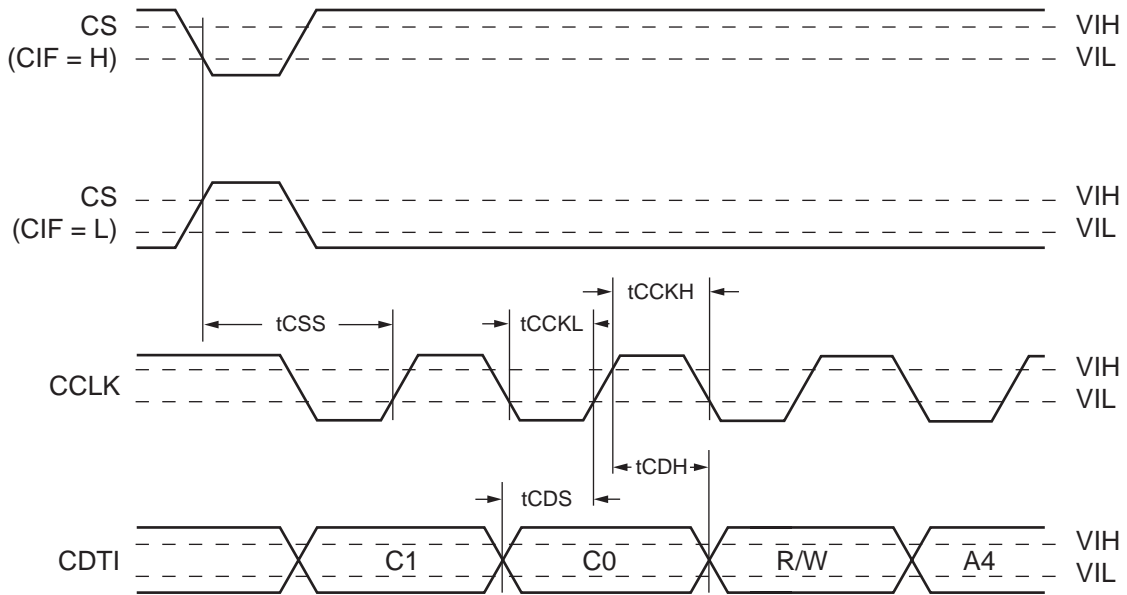 CS
(CIF = H)
VIH
VIL
CS
(CIF = L)
VIH
VIL
tCSS
tCCKL
tCCKH
CCLK
VIH
VIL
tCDS
tCDH
CDTI
C1
C0
R/W
A4
VIH
VIL